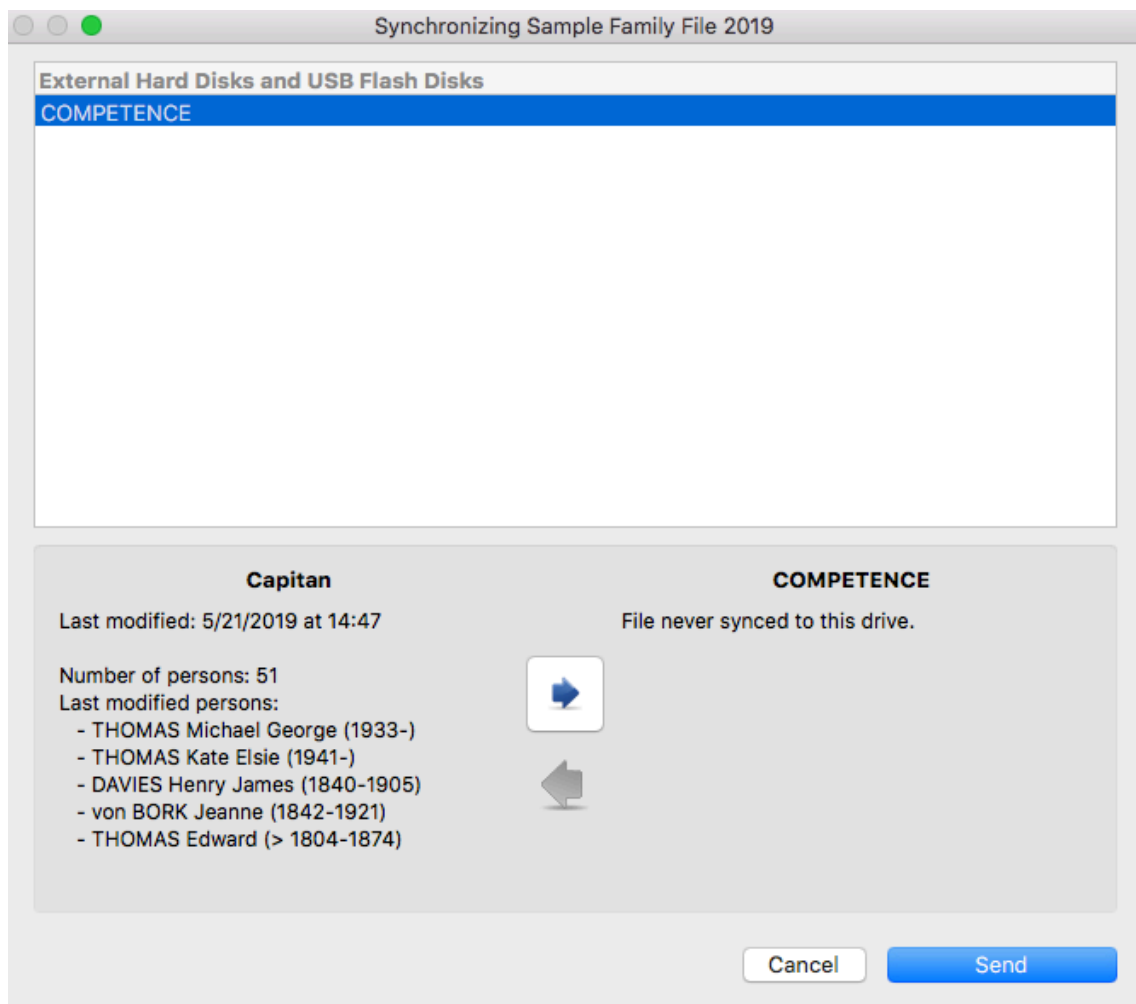 Synchronizing Sample Family File 2019
External Hard Disks and USB Flash Disks
COMPETENCE
Capitan
Last modified: 5/21/2019 at 14:47
Number of persons: 51
Last modified persons:
- THOMAS Michael George (1933-)
- THOMAS Kate Elsie (1941-)
- DAVIES Henry James (1840-1905)
- von BORK Jeanne (1842-1921)
- THOMAS Edward (> 1804-1874)
COMPETENCE
File never synced to this drive.
Cancel
Send